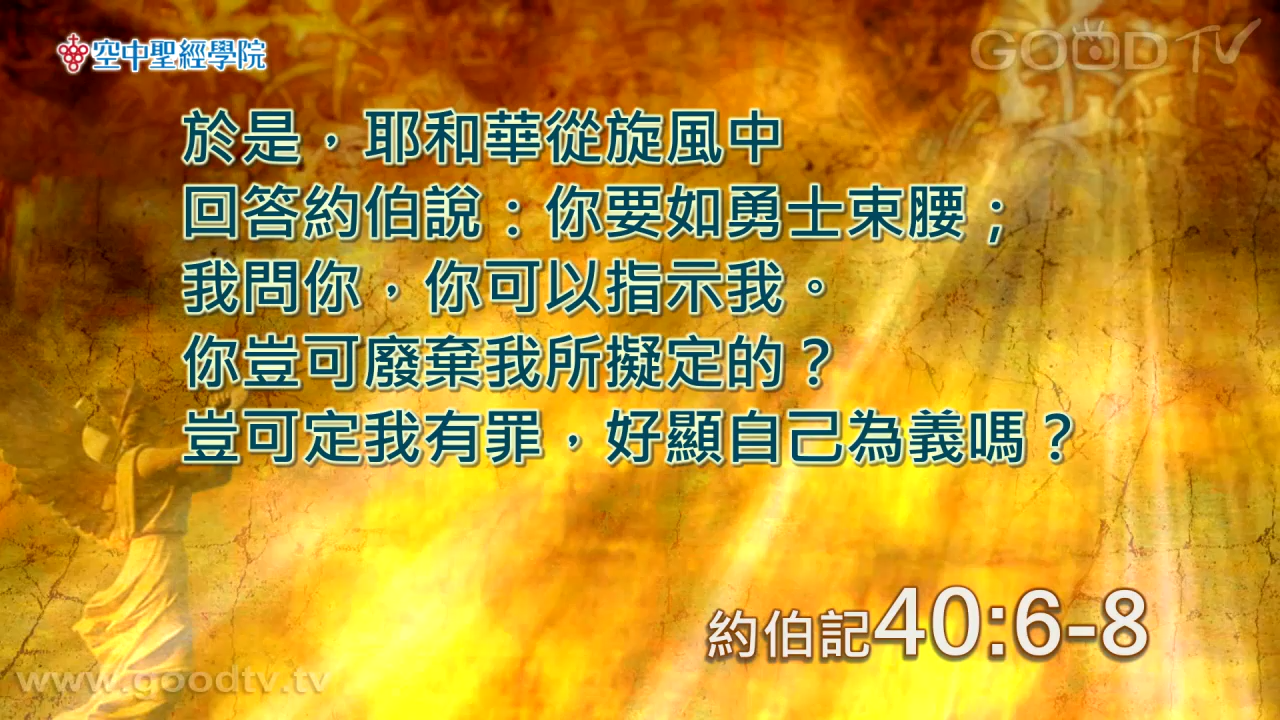 空中聖經學院
GOOD TV
於是，耶和華從旋風中
回答約伯說：你要如勇士束腰；
我問你，你可以指示我。
你豈可廢棄我所擬定的？
豈可定我有罪，好顯自己為義嗎？
約伯記40:6-8
www.goodtv.tv